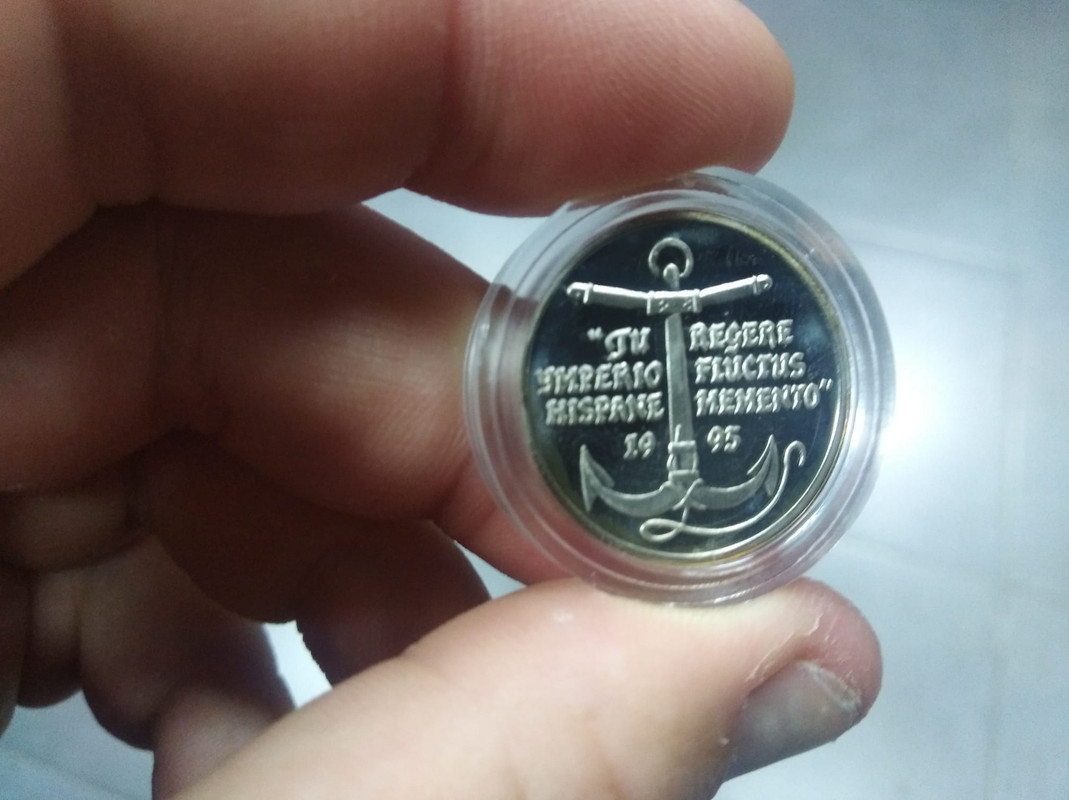 "TU REGERE
YMPERIO FLUCTUS
HISPANE MEMENTO"
19 95